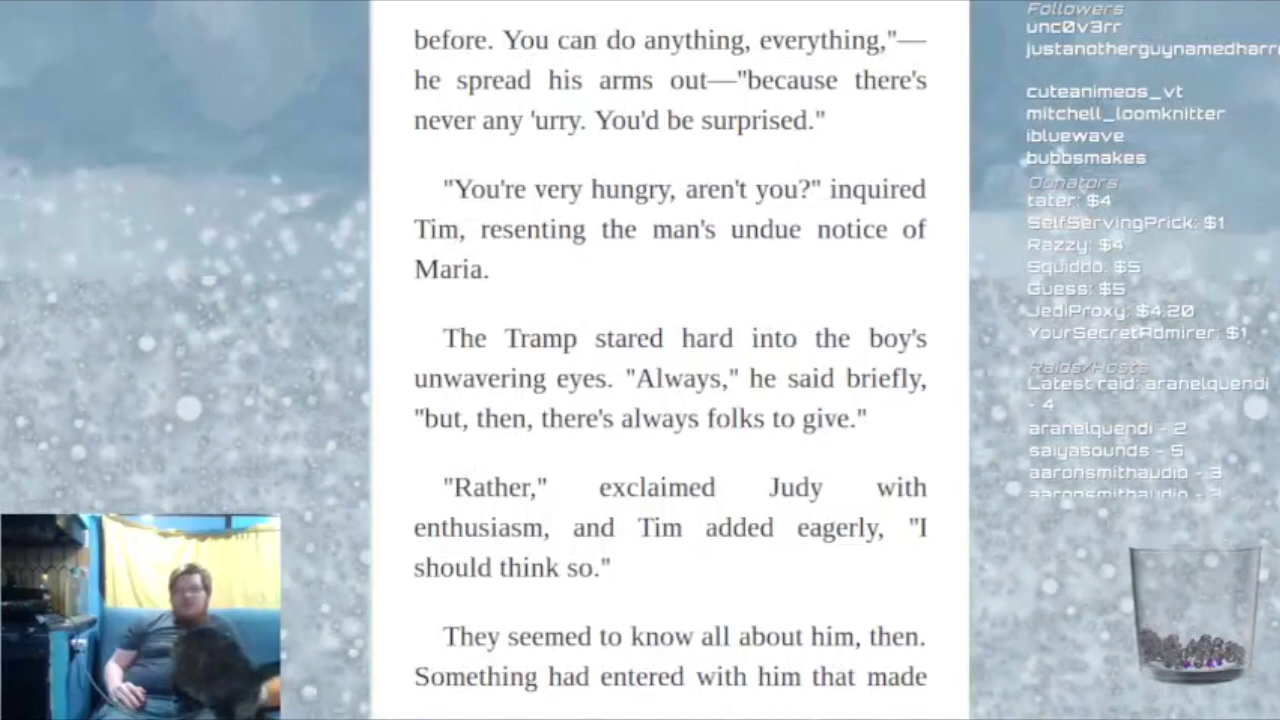 before. You can do anything, everything,"—
he spread his arms out—"because there's
never any 'urry. You'd be surprised."
"You're very hungry, aren't you?" inquired
Tim, resenting the man's undue notice of
Maria.
The Tramp stared hard into the boy's
unwavering eyes. "Always," he said briefly,
"but, then, there's always folks to give."
"Rather," exclaimed Judy with
enthusiasm, and Tim added eagerly, "I
should think so."
They seemed to know all about him, then.
Something had entered with him that made
Followers
unc0v3rr
justanotherguynamedharr
cuteanimeos_vt
mitchell_loomknitter
ibluewave
bubbsmakes
Donators
tater: $4
SelfServingPrick: $1
Razzy: $4
Squiddo: $5
Guess: $5
JediProxy: $4.20
YourSecretAdmirer: $1
Raids/Hosts
Latest raid: arahelquendi
- 4
arahelquendi - 2
saiyasounds - 5
aaronsmithaudio - 3
aaronsmithaudio - 3